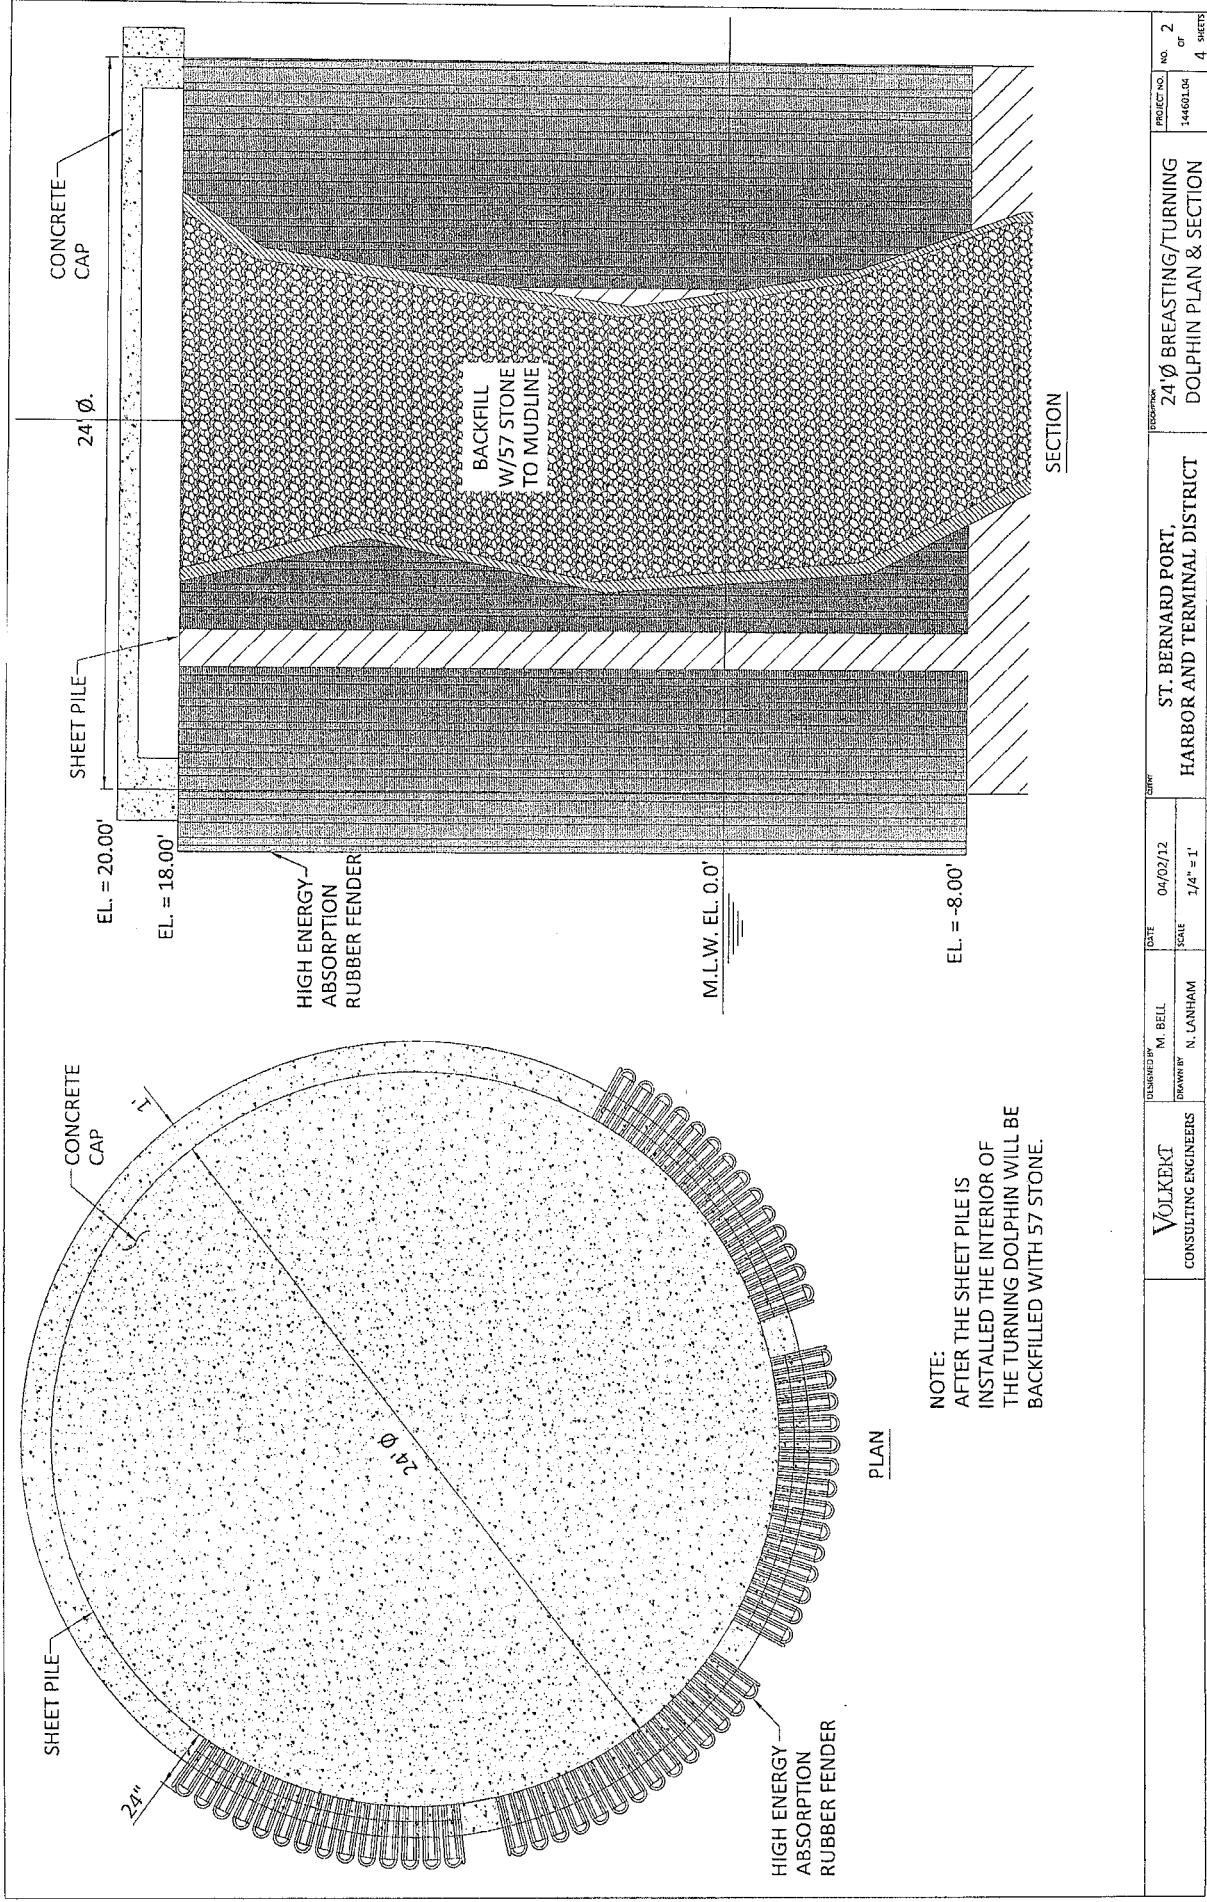 SHEET PILE
CONCRETE
CAP
1'
24"
24'Ø
HIGH ENERGY
ABSORPTION
RUBBER FENDER
PLAN
NOTE:
AFTER THE SHEET PILE IS
INSTALLED THE INTERIOR OF
THE TURNING DOLPHIN WILL BE
BACKFILLED WITH 57 STONE.
SHEET PILE
CONCRETE
CAP
24' Ø.
EL. = 20.00'
EL. = 18.00'
HIGH ENERGY
ABSORPTION
RUBBER FENDER
BACKFILL
W/57 STONE
TO MUDLINE
M.L.W. EL. 0.0'
EL. = -8.00'
SECTION
VOLKERT
CONSULTING ENGINEERS
DESIGNED BY
M. BELL
DRAWN BY
N. LANHAM
DATE
04/02/12
SCALE
1/4" = 1'
CLIENT
ST. BERNARD PORT,
HARBOR AND TERMINAL DISTRICT
DESCRIPTION
24'Ø BREASTING/TURNING
DOLPHIN PLAN & SECTION
PROJECT NO.
144601.04
NO. 2
OF
4 SHEETS